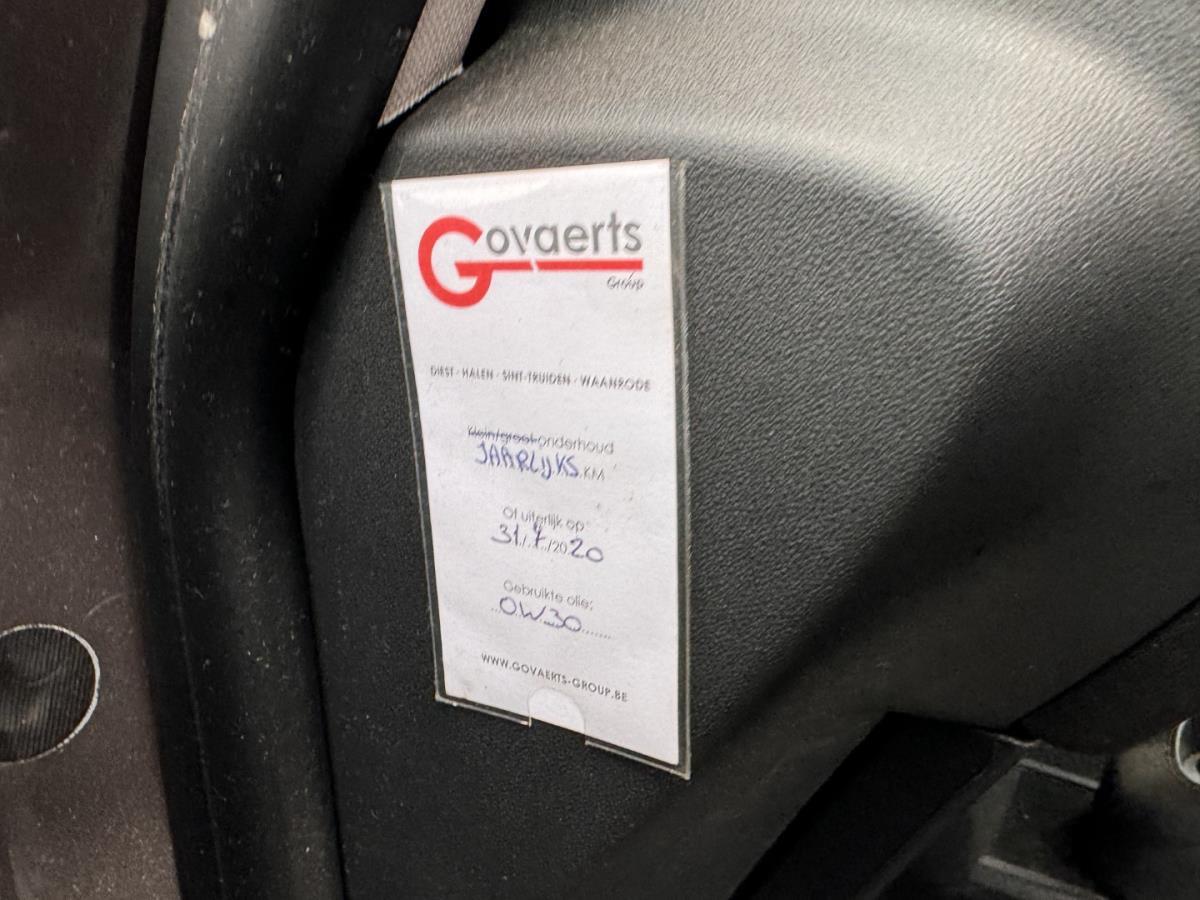 Govaerts
Group
DIEST · HALEN · SINT-TRUIDEN · WAANRODE
Klein/groot onderhoud
JAARLIJKS KM
Of uiterlijk op
31./.7../2020
Gebruikte olie:
...O.W.30.......
WWW.GOVAERTS-GROUP.BE